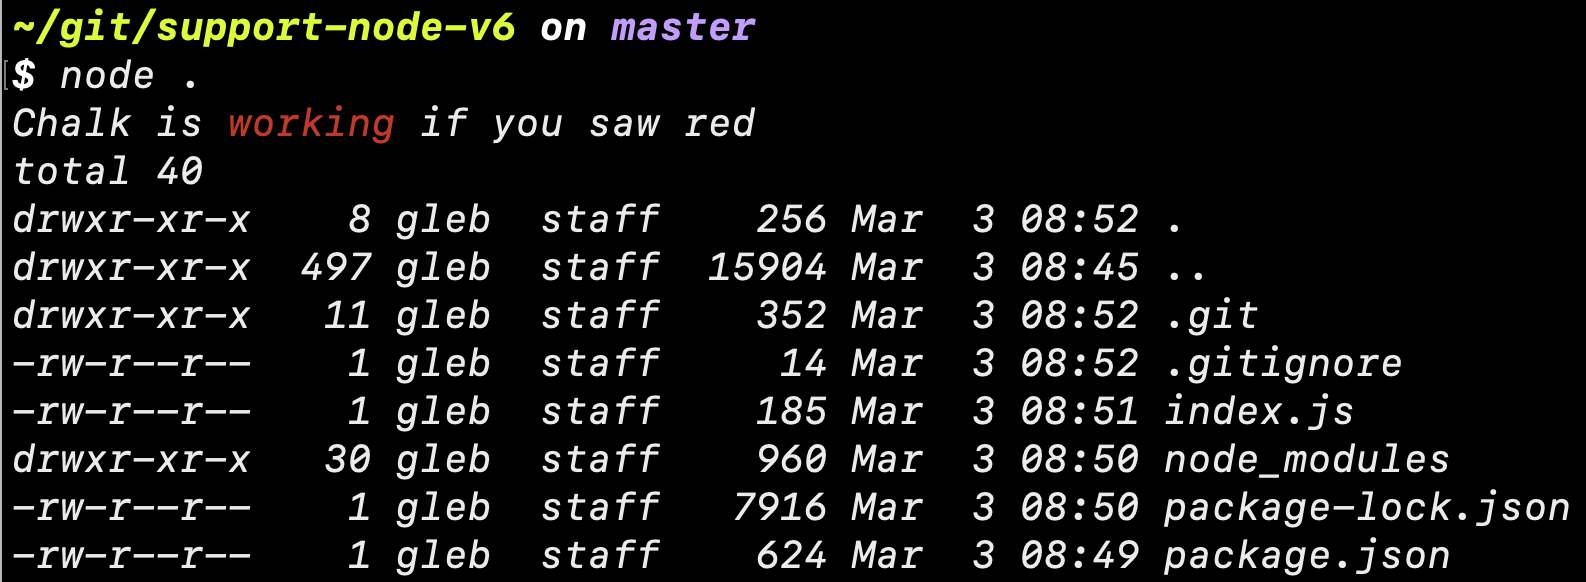 ~/git/support-node-v6 on master
$ node .
Chalk is working if you saw red
total 40
drwxr-xr-x    8 gleb  staff    256 Mar  3 08:52 .
drwxr-xr-x  497 gleb  staff  15904 Mar  3 08:45 ..
drwxr-xr-x   11 gleb  staff    352 Mar  3 08:52 .git
-rw-r--r--    1 gleb  staff     14 Mar  3 08:52 .gitignore
-rw-r--r--    1 gleb  staff    185 Mar  3 08:51 index.js
drwxr-xr-x   30 gleb  staff    960 Mar  3 08:50 node_modules
-rw-r--r--    1 gleb  staff   7916 Mar  3 08:50 package-lock.json
-rw-r--r--    1 gleb  staff    624 Mar  3 08:49 package.json